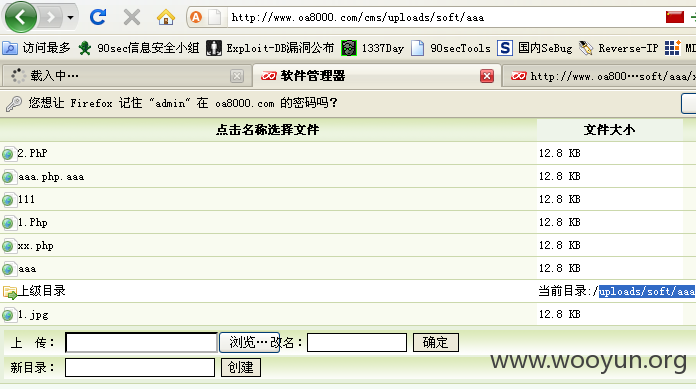 http://www.oa8000.com/cms/uploads/soft/aaa
访问最多 90sec信息安全小组 Exploit-DB漏洞公布 1337Day 90secTools 国内SeBug Reverse-IP
载入中… 软件管理器 http://www.oa800…soft/aaa/x
您想让 Firefox 记住 "admin" 在 oa8000.com 的密码吗?
点击名称选择文件 文件大小
2.PhP 12.8 KB
aaa.php.aaa 12.8 KB
111 12.8 KB
1.Php 12.8 KB
xx.php 12.8 KB
aaa 12.8 KB
上级目录 当前目录:/uploads/soft/aaa
1.jpg 12.8 KB
上 传: 浏览… 改名: 确定
新目录: 创建
www.wooyun.org